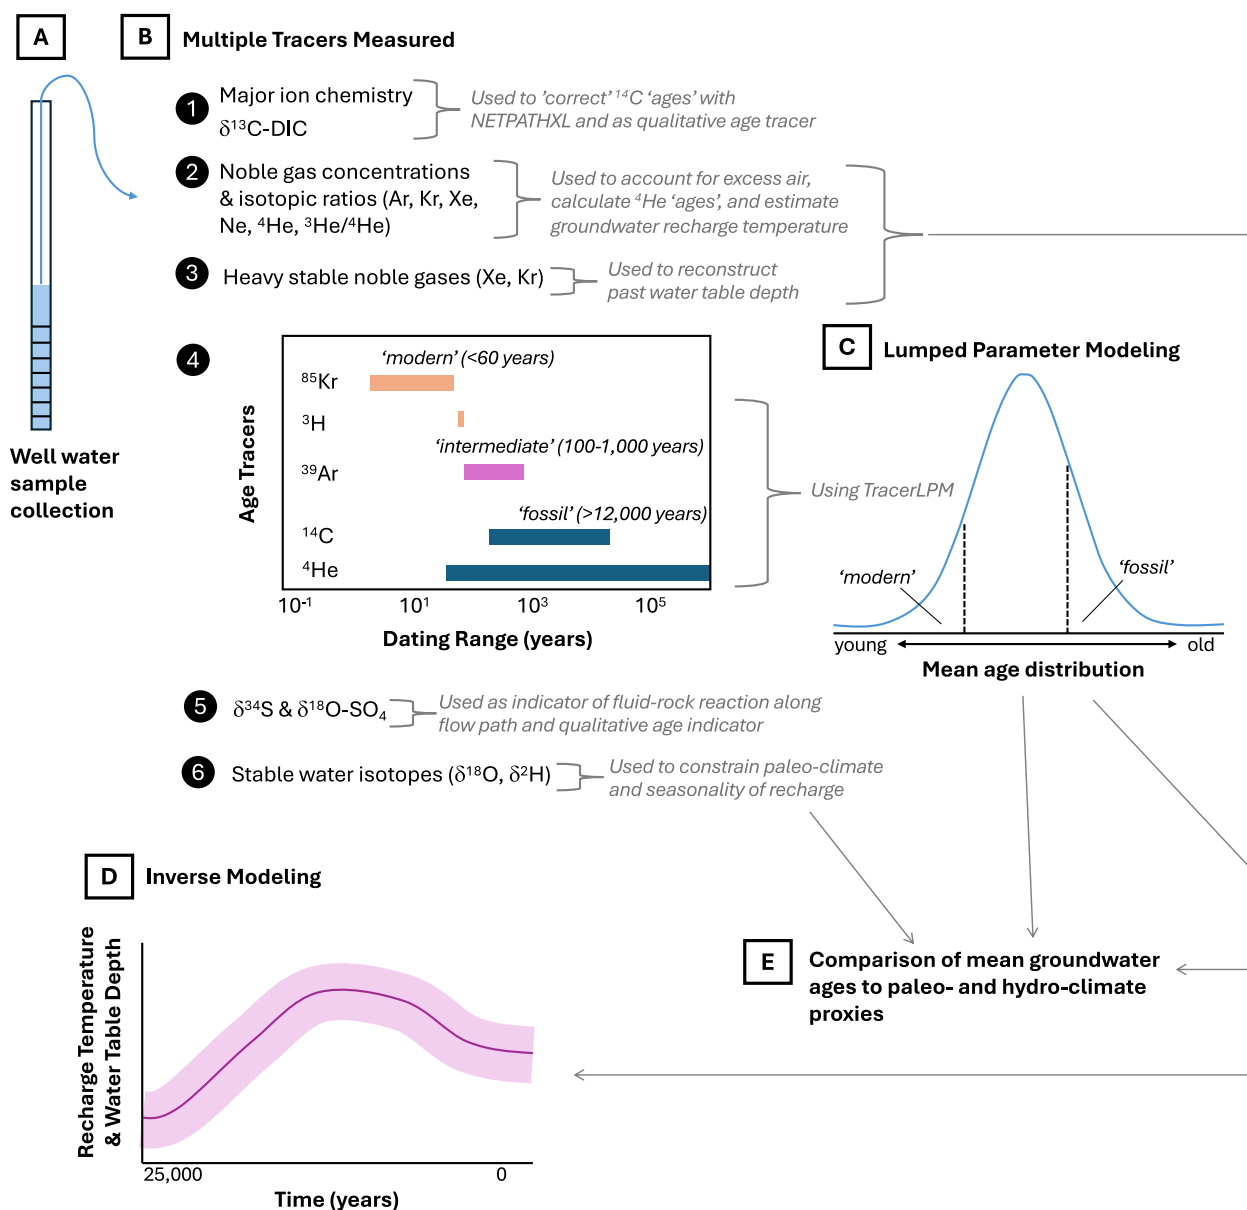 A
B Multiple Tracers Measured
1 Major ion chemistry
δ¹³C-DIC
Used to ’correct’ ¹⁴C ‘ages’ with
NETPATHXL and as qualitative age tracer
2 Noble gas concentrations
& isotopic ratios (Ar, Kr, Xe,
Ne, ⁴He, ³He/⁴He)
Used to account for excess air,
calculate ⁴He ‘ages’, and estimate
groundwater recharge temperature
3 Heavy stable noble gases (Xe, Kr)
Used to reconstruct
past water table depth
Well water
sample
collection
4
Age Tracers
‘modern’ (<60 years)
⁸⁵Kr
³H
‘intermediate’ (100-1,000 years)
³⁹Ar
‘fossil’ (>12,000 years)
¹⁴C
⁴He
10⁻¹ 10¹ 10³ 10⁵
Dating Range (years)
Using TracerLPM
C Lumped Parameter Modeling
‘modern’
‘fossil’
young old
Mean age distribution
5 δ³⁴S & δ¹⁸O-SO₄
Used as indicator of fluid-rock reaction along
flow path and qualitative age indicator
6 Stable water isotopes (δ¹⁸O, δ²H)
Used to constrain paleo-climate
and seasonality of recharge
D Inverse Modeling
Recharge Temperature
& Water Table Depth
25,000 0
Time (years)
E Comparison of mean groundwater
ages to paleo- and hydro-climate
proxies